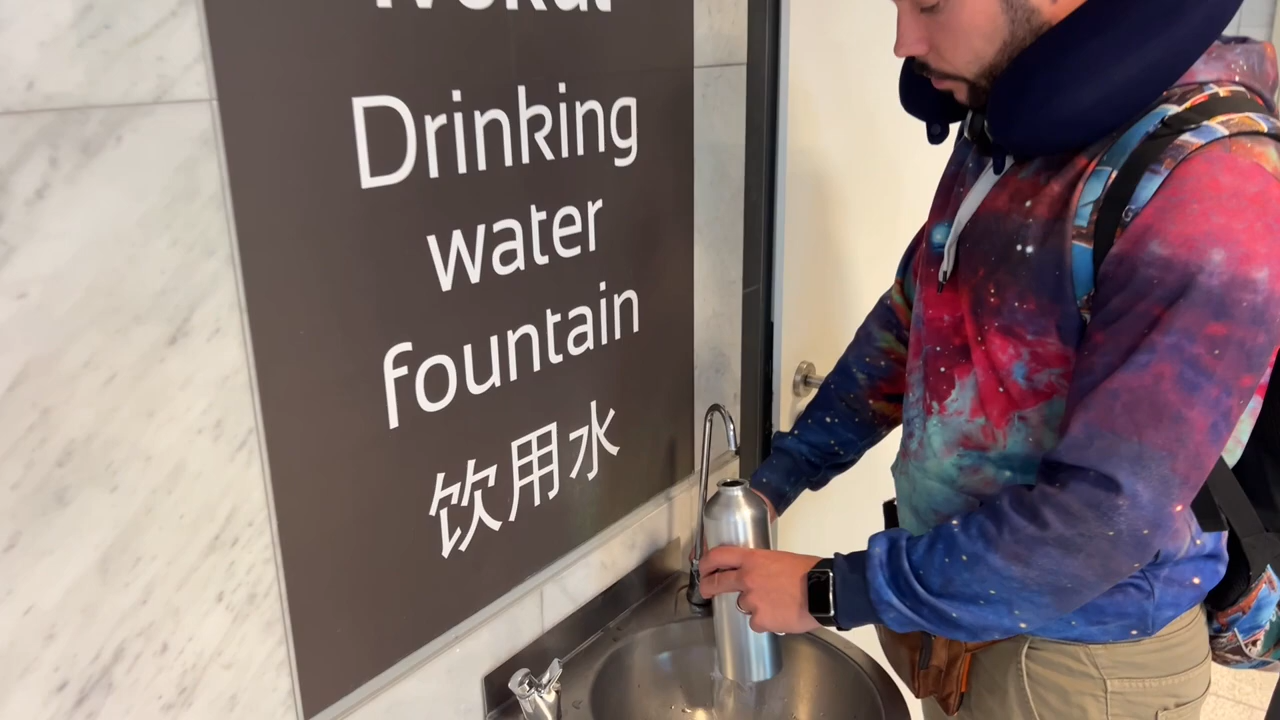 Drinking
water
fountain
饮用水